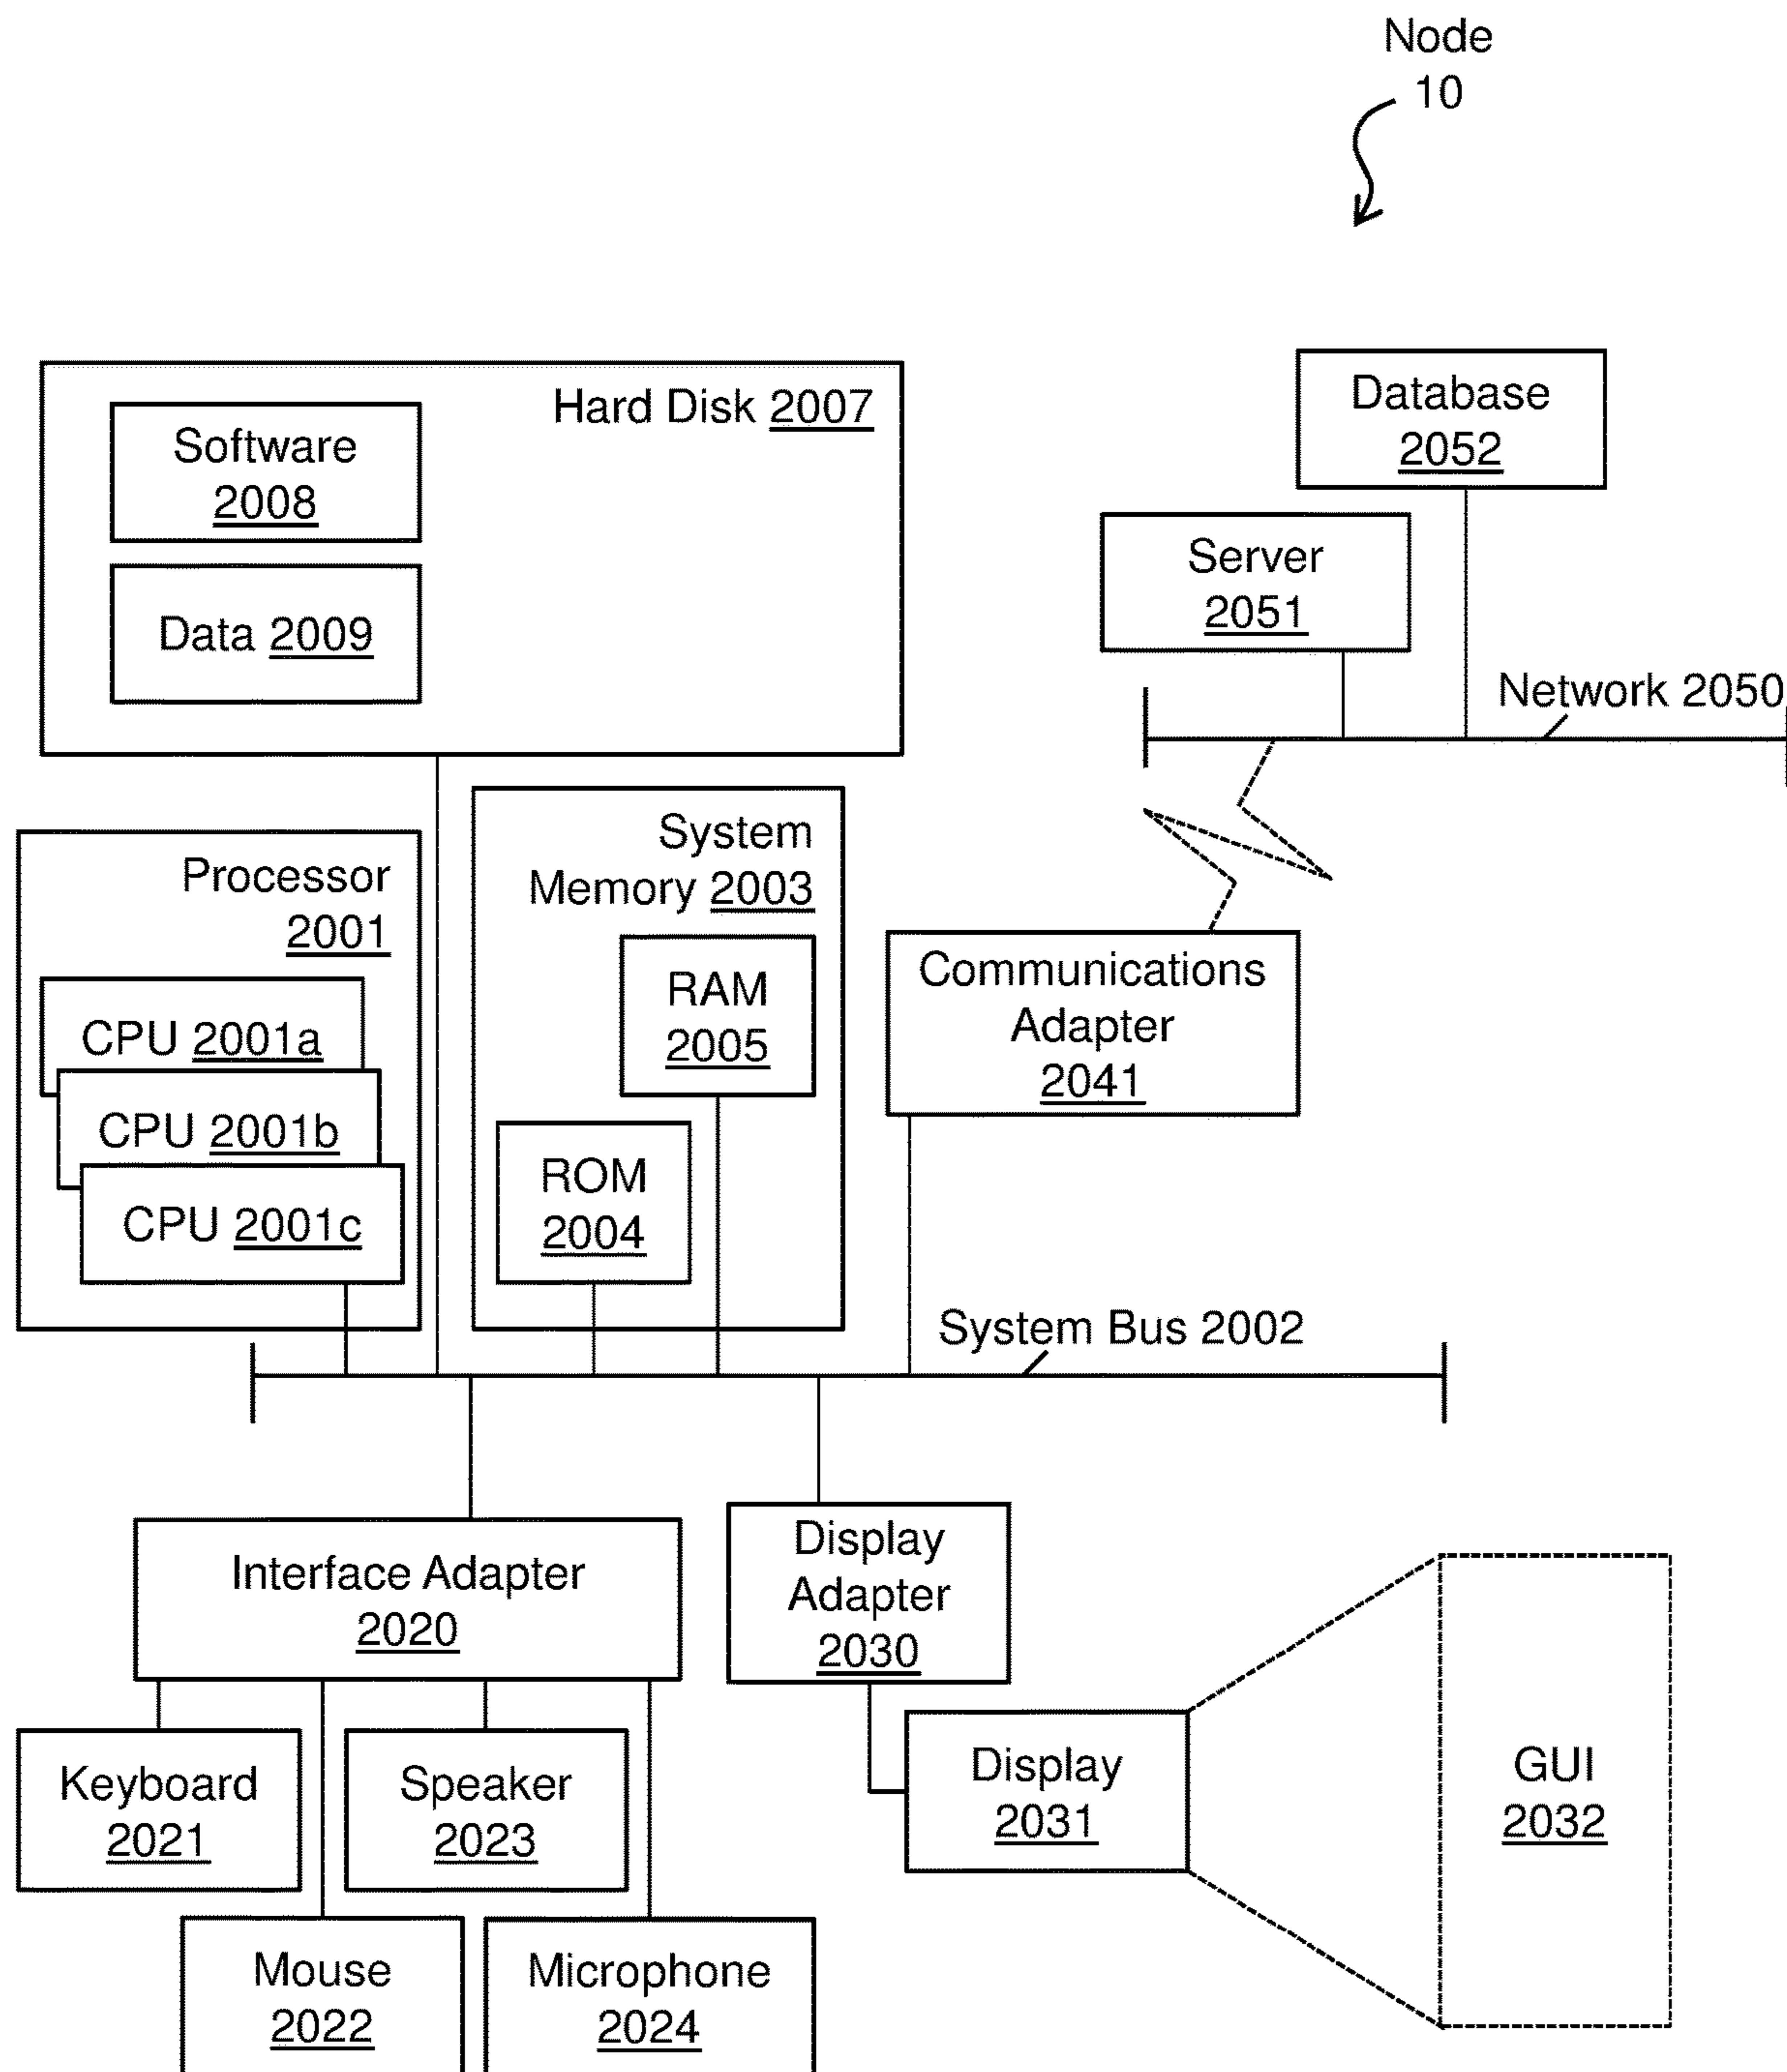 Node
10
Hard Disk 2007
Software
2008
Data 2009
Database
2052
Server
2051
Network 2050
Processor
2001
CPU 2001a
CPU 2001b
CPU 2001c
System
Memory 2003
RAM
2005
ROM
2004
Communications
Adapter
2041
System Bus 2002
Interface Adapter
2020
Display
Adapter
2030
Keyboard
2021
Speaker
2023
Mouse
2022
Microphone
2024
Display
2031
GUI
2032